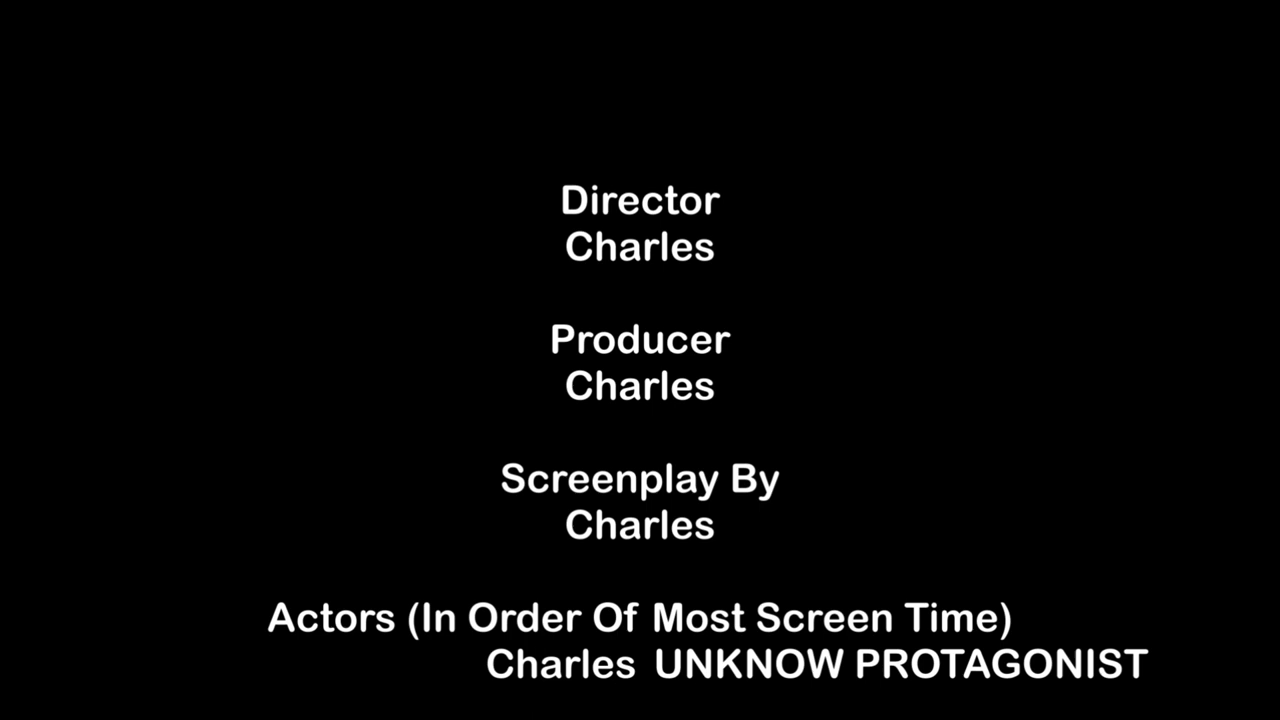 Director
Charles
Producer
Charles
Screenplay By
Charles
Actors (In Order Of Most Screen Time)
Charles UNKNOW PROTAGONIST